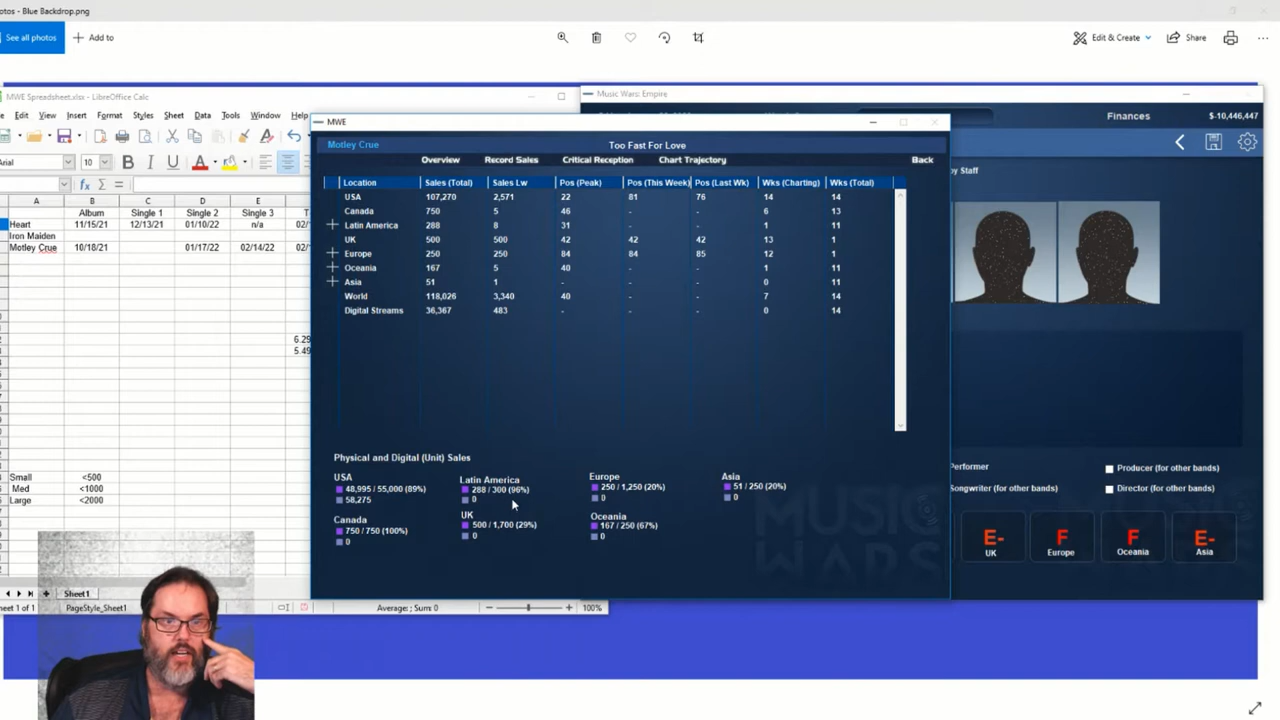 otos - Blue Backdrop.png
See all photos + Add to
Edit & Create Share
MWE Spreadsheet.xlsx - LibreOffice Calc
Edit View Insert Format Styles Sheet Data Tools Window Help
Arial 10
A B C D E
Album Single 1 Single 2 Single 3
Heart 11/15/21 12/13/21 01/10/22 n/a 02/
Iron Maiden
Motley Crue 10/18/21 01/17/22 02/14/22 02/1
6.29
5.49
Small <500
Med <1000
Large <2000
Sheet1
heet 1 of 1 PageStyle_Sheet1 Average: ; Sum: 0 100%
Music Wars: Empire
Finances $-10,446,447
by Staff
MWE
Motley Crue Too Fast For Love
Overview Record Sales Critical Reception Chart Trajectory Back
Location Sales (Total) Sales Lw Pos (Peak) Pos (This Week) Pos (Last Wk) Wks (Charting) Wks (Total)
USA 107,270 2,571 22 81 76 14 14
Canada 750 5 46 - - 6 13
Latin America 288 8 31 - - 1 11
UK 500 500 42 42 42 13 1
Europe 250 250 84 84 85 12 1
Oceania 167 5 40 - - 1 11
Asia 51 1 - - - 0 11
World 118,026 3,340 40 - - 7 14
Digital Streams 36,367 483 - - - 0 14
Physical and Digital (Unit) Sales
USA
48,995 / 55,000 (89%)
58,275
Canada
750 / 750 (100%)
0
Latin America
288 / 300 (96%)
0
UK
500 / 1,700 (29%)
0
Europe
250 / 1,250 (20%)
0
Oceania
167 / 250 (67%)
0
Asia
51 / 250 (20%)
0
MUSIC
WARS
Performer Producer (for other bands)
Songwriter (for other bands) Director (for other bands)
E- F F E-
UK Europe Oceania Asia